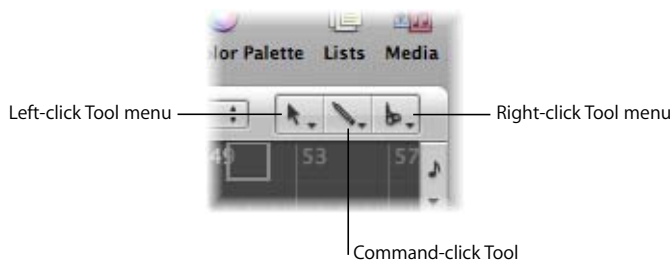 lor Palette Lists Media
Left-click Tool menu
Right-click Tool menu
49 53 57
Command-click Tool